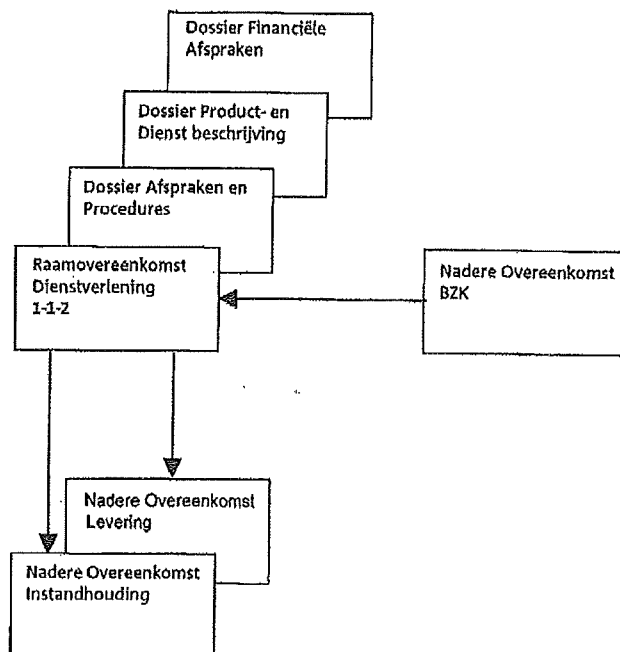 Dossier Financiële
Afspraken
Dossier Product- en
Dienst beschrijving
Dossier Afspraken en
Procedures
Raamovereenkomst
Dienstverlening
1-1-2
Nadere Overeenkomst
BZK
Nadere Overeenkomst
Levering
Nadere Overeenkomst
Instandhouding